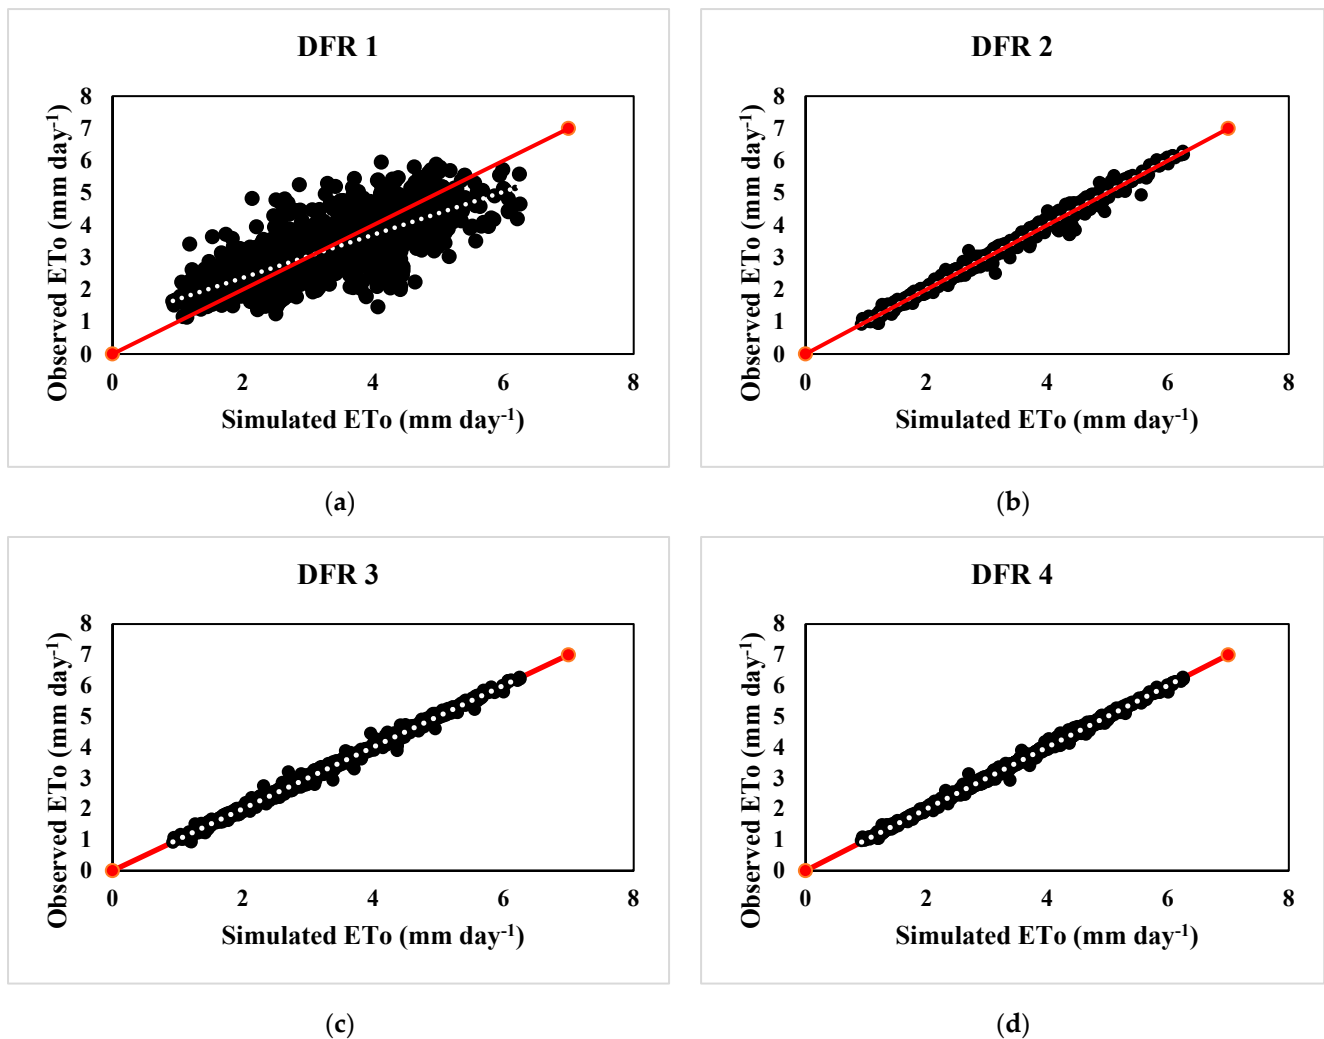 DFR 1
Observed ETo (mm day-1)
8
7
6
5
4
3
2
1
0
0 2 4 6 8
Simulated ETo (mm day-1)
(a)
DFR 2
Observed ETo (mm day-1)
8
7
6
5
4
3
2
1
0
0 2 4 6 8
Simulated ETo (mm day-1)
(b)
DFR 3
Observed ETo (mm day-1)
8
7
6
5
4
3
2
1
0
0 2 4 6 8
Simulated ETo (mm day-1)
(c)
DFR 4
Observed ETo (mm day-1)
8
7
6
5
4
3
2
1
0
0 2 4 6 8
Simulated ETo (mm day-1)
(d)